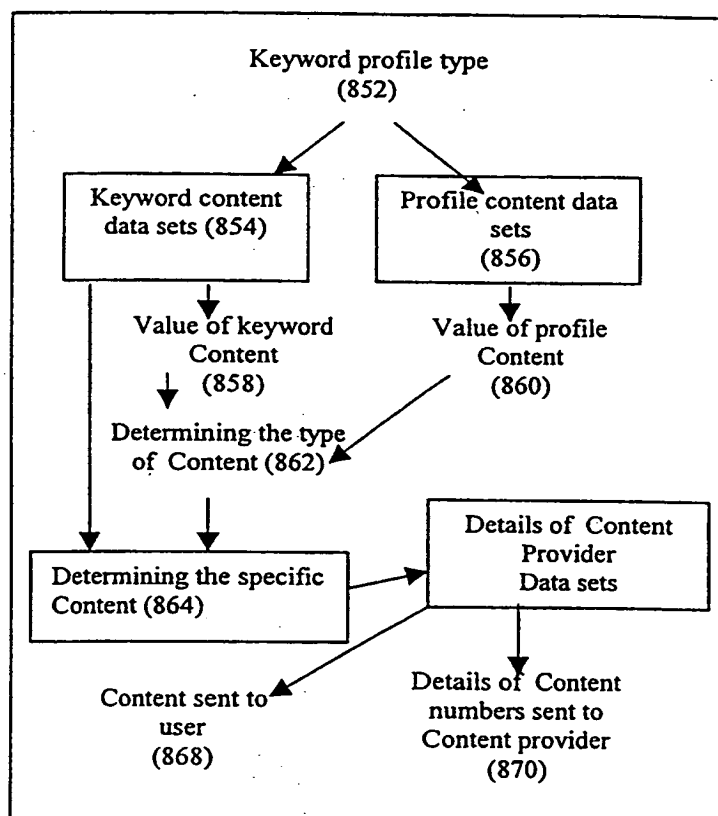 Keyword profile type
(852)
Keyword content
data sets (854)
Profile content data
sets
(856)
Value of keyword
Content
(858)
Value of profile
Content
(860)
Determining the type
of Content (862)
Determining the specific
Content (864)
Details of Content
Provider
Data sets
Content sent to
user
(868)
Details of Content
numbers sent to
Content provider
(870)